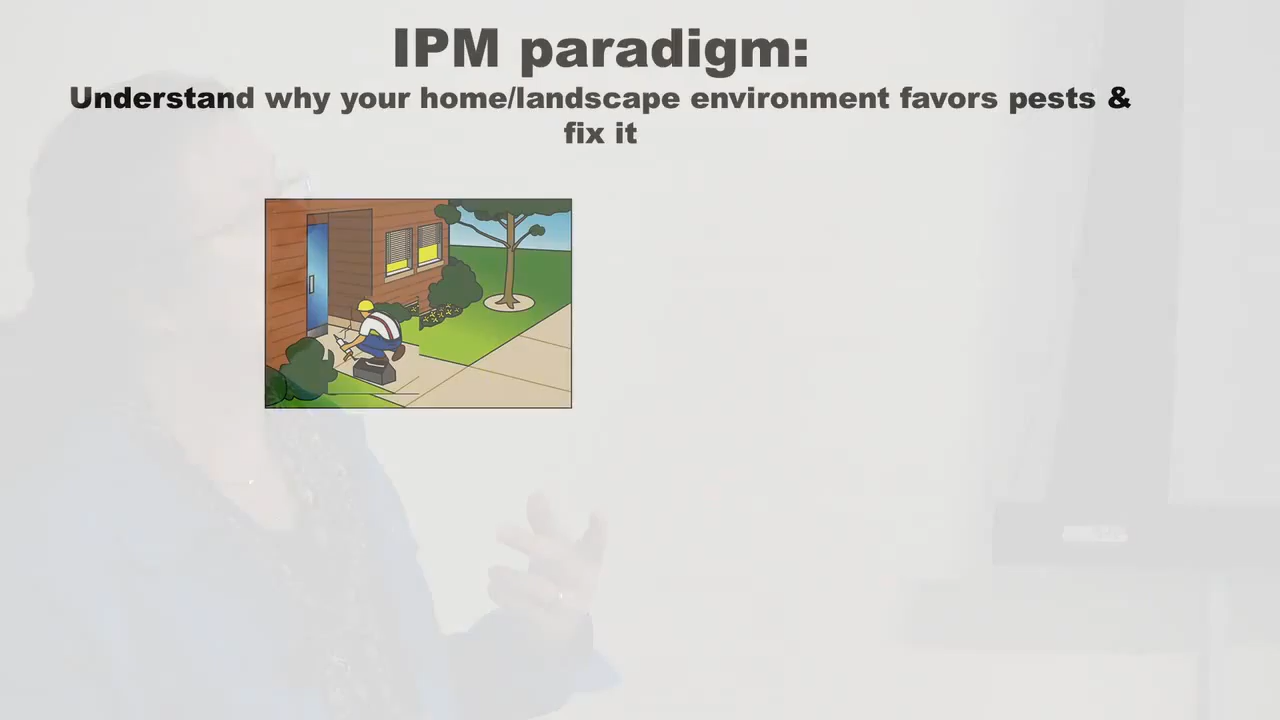 IPM paradigm:
Understand why your home/landscape environment favors pests &
fix it